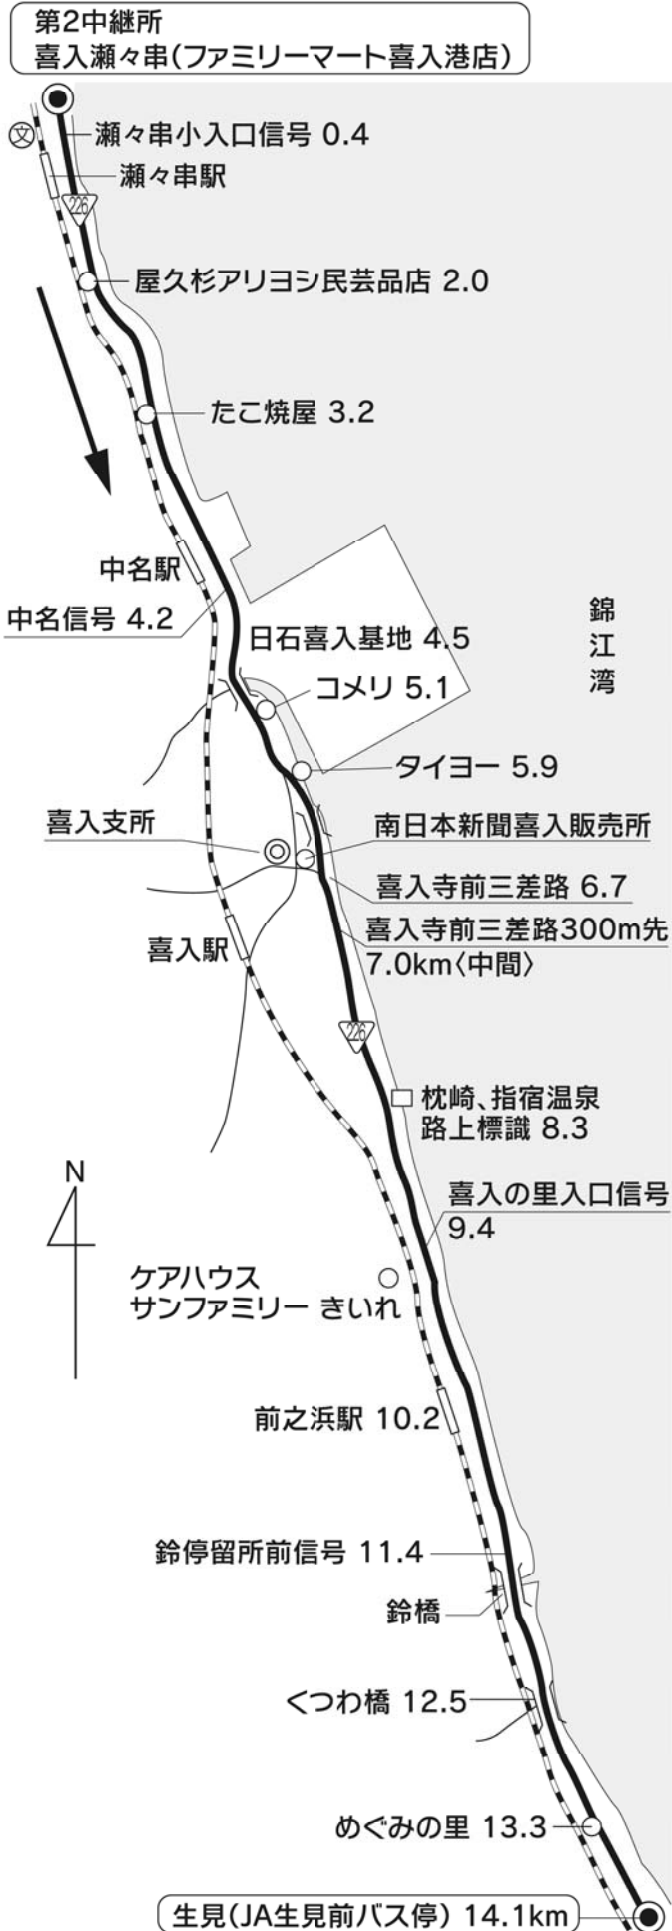 第2中継所
喜入瀬々串(ファミリーマート喜入港店)
文
瀬々串小入口信号 0.4
瀬々串駅
226
屋久杉アリヨシ民芸品店 2.0
たこ焼屋 3.2
中名駅
中名信号 4.2
錦江湾
日石喜入基地 4.5
コメリ 5.1
タイヨー 5.9
喜入支所
南日本新聞喜入販売所
喜入寺前三差路 6.7
喜入寺前三差路300m先
7.0km〈中間〉
喜入駅
226
枕崎、指宿温泉
路上標識 8.3
N
喜入の里入口信号
9.4
ケアハウス
サンファミリー きいれ
前之浜駅 10.2
鈴停留所前信号 11.4
鈴橋
くつわ橋 12.5
めぐみの里 13.3
生見(JA生見前バス停) 14.1km